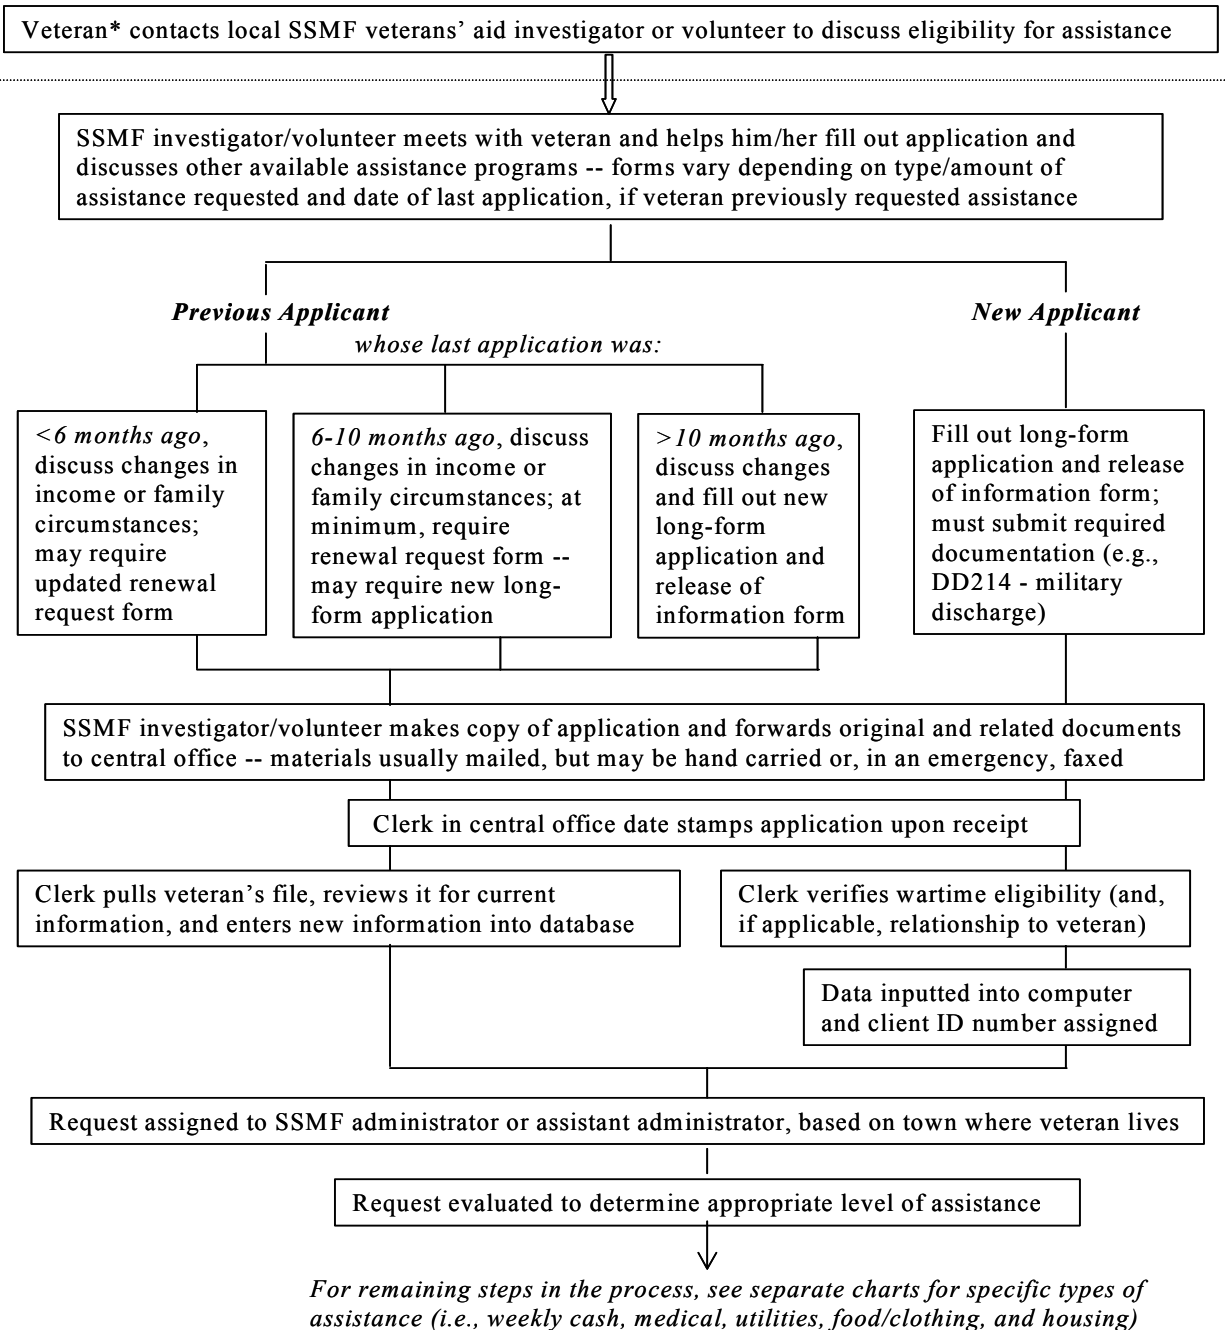 Veteran* contacts local SSMF veterans’ aid investigator or volunteer to discuss eligibility for assistance
SSMF investigator/volunteer meets with veteran and helps him/her fill out application and
discusses other available assistance programs -- forms vary depending on type/amount of
assistance requested and date of last application, if veteran previously requested assistance
Previous Applicant
whose last application was:
New Applicant
<6 months ago,
discuss changes in
income or family
circumstances;
may require
updated renewal
request form
6-10 months ago, discuss
changes in income or
family circumstances; at
minimum, require
renewal request form --
may require new long-
form application
>10 months ago,
discuss changes
and fill out new
long-form
application and
release of
information form
Fill out long-form
application and release
of information form;
must submit required
documentation (e.g.,
DD214 - military
discharge)
SSMF investigator/volunteer makes copy of application and forwards original and related documents
to central office -- materials usually mailed, but may be hand carried or, in an emergency, faxed
Clerk in central office date stamps application upon receipt
Clerk pulls veteran’s file, reviews it for current
information, and enters new information into database
Clerk verifies wartime eligibility (and,
if applicable, relationship to veteran)
Data inputted into computer
and client ID number assigned
Request assigned to SSMF administrator or assistant administrator, based on town where veteran lives
Request evaluated to determine appropriate level of assistance
For remaining steps in the process, see separate charts for specific types of
assistance (i.e., weekly cash, medical, utilities, food/clothing, and housing)